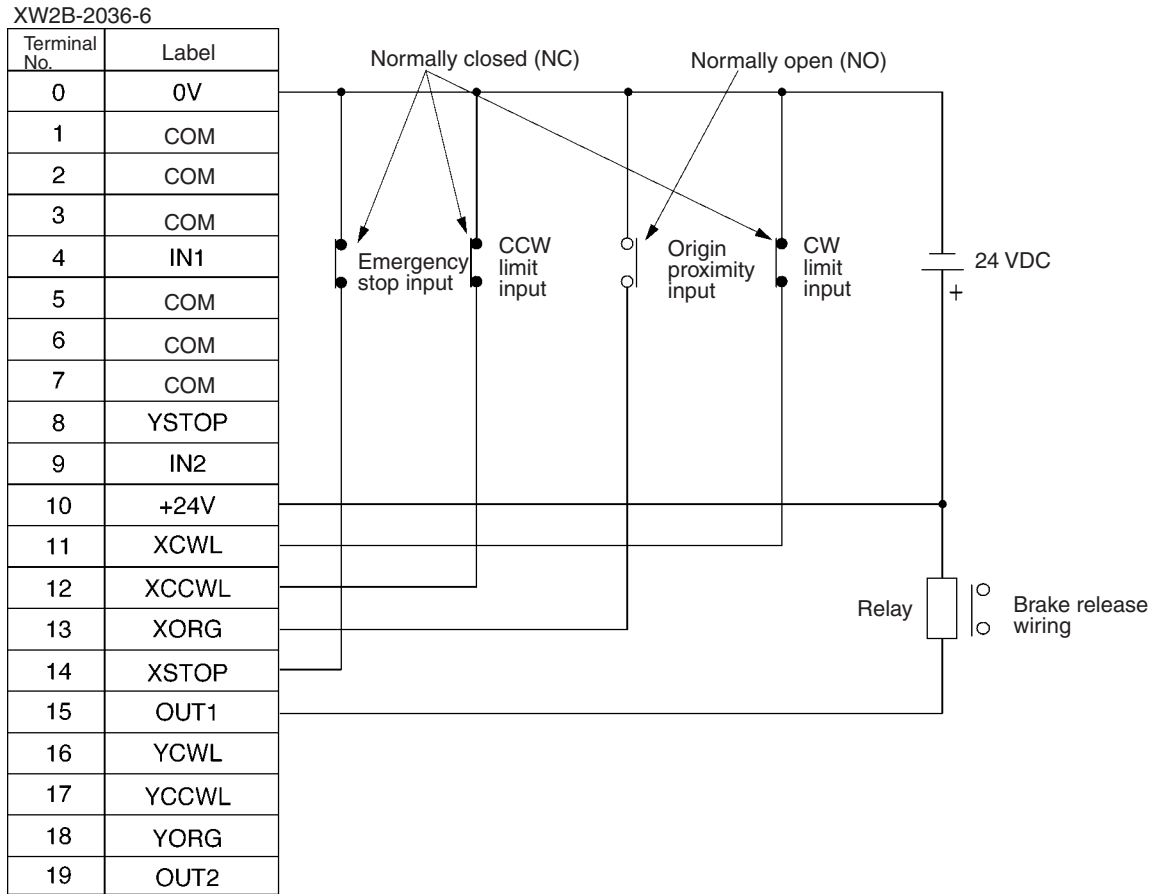 XW2B-2036-6
Terminal No. Label
0 0V
1 COM
2 COM
3 COM
4 IN1
5 COM
6 COM
7 COM
8 YSTOP
9 IN2
10 +24V
11 XCWL
12 XCCWL
13 XORG
14 XSTOP
15 OUT1
16 YCWL
17 YCCWL
18 YORG
19 OUT2
Normally closed (NC)
Normally open (NO)
Emergency
stop input
CCW
limit
input
Origin
proximity
input
CW
limit
input
24 VDC
+
Relay
Brake release
wiring